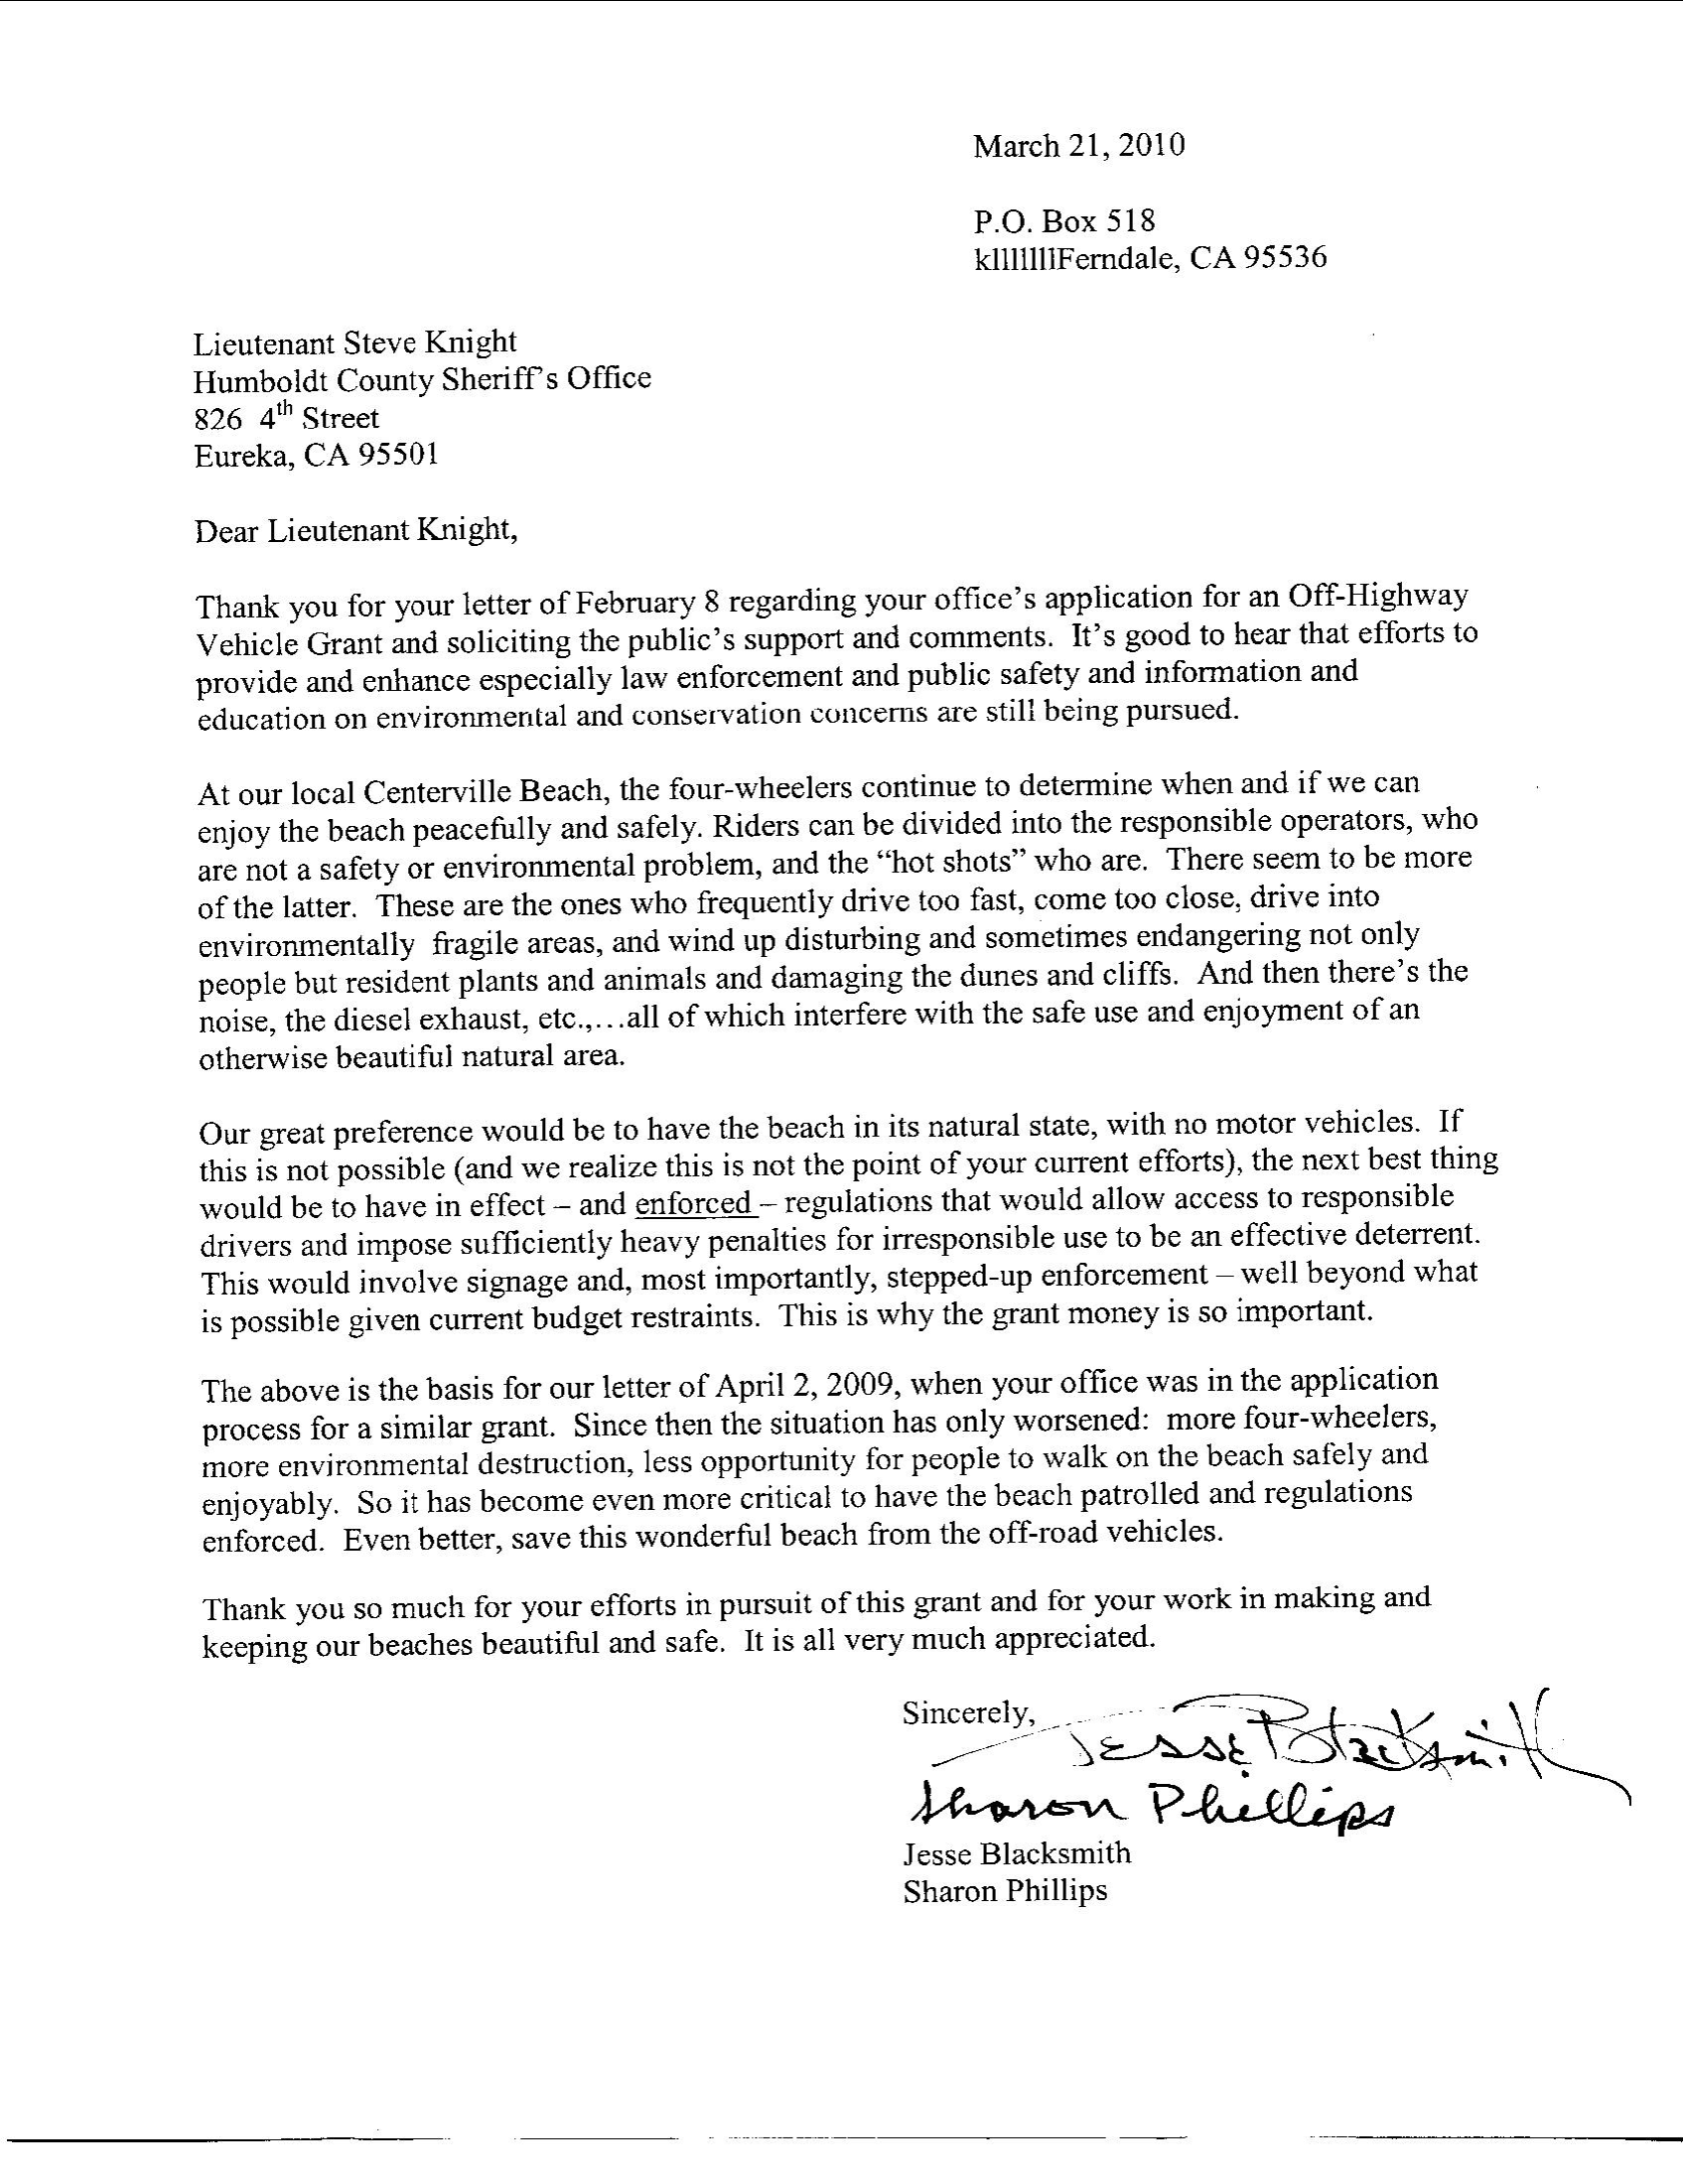 March 21, 2010
P.O. Box 518
klllllllFerndale, CA 95536
Lieutenant Steve Knight
Humboldt County Sheriff's Office
826 4th Street
Eureka, CA 95501
Dear Lieutenant Knight,
Thank you for your letter of February 8 regarding your office's application for an Off-Highway
Vehicle Grant and soliciting the public's support and comments. It's good to hear that efforts to
provide and enhance especially law enforcement and public safety and information and
education on environmental and conservation concerns are still being pursued.
At our local Centerville Beach, the four-wheelers continue to determine when and if we can
enjoy the beach peacefully and safely. Riders can be divided into the responsible operators, who
are not a safety or environmental problem, and the “hot shots” who are. There seem to be more
of the latter. These are the ones who frequently drive too fast, come too close, drive into
environmentally fragile areas, and wind up disturbing and sometimes endangering not only
people but resident plants and animals and damaging the dunes and cliffs. And then there's the
noise, the diesel exhaust, etc.,…all of which interfere with the safe use and enjoyment of an
otherwise beautiful natural area.
Our great preference would be to have the beach in its natural state, with no motor vehicles. If
this is not possible (and we realize this is not the point of your current efforts), the next best thing
would be to have in effect – and enforced – regulations that would allow access to responsible
drivers and impose sufficiently heavy penalties for irresponsible use to be an effective deterrent.
This would involve signage and, most importantly, stepped-up enforcement – well beyond what
is possible given current budget restraints. This is why the grant money is so important.
The above is the basis for our letter of April 2, 2009, when your office was in the application
process for a similar grant. Since then the situation has only worsened: more four-wheelers,
more environmental destruction, less opportunity for people to walk on the beach safely and
enjoyably. So it has become even more critical to have the beach patrolled and regulations
enforced. Even better, save this wonderful beach from the off-road vehicles.
Thank you so much for your efforts in pursuit of this grant and for your work in making and
keeping our beaches beautiful and safe. It is all very much appreciated.
Sincerely,
Jesse Blacksmith
Sharon Phillips
Jesse Blacksmith
Sharon Phillips